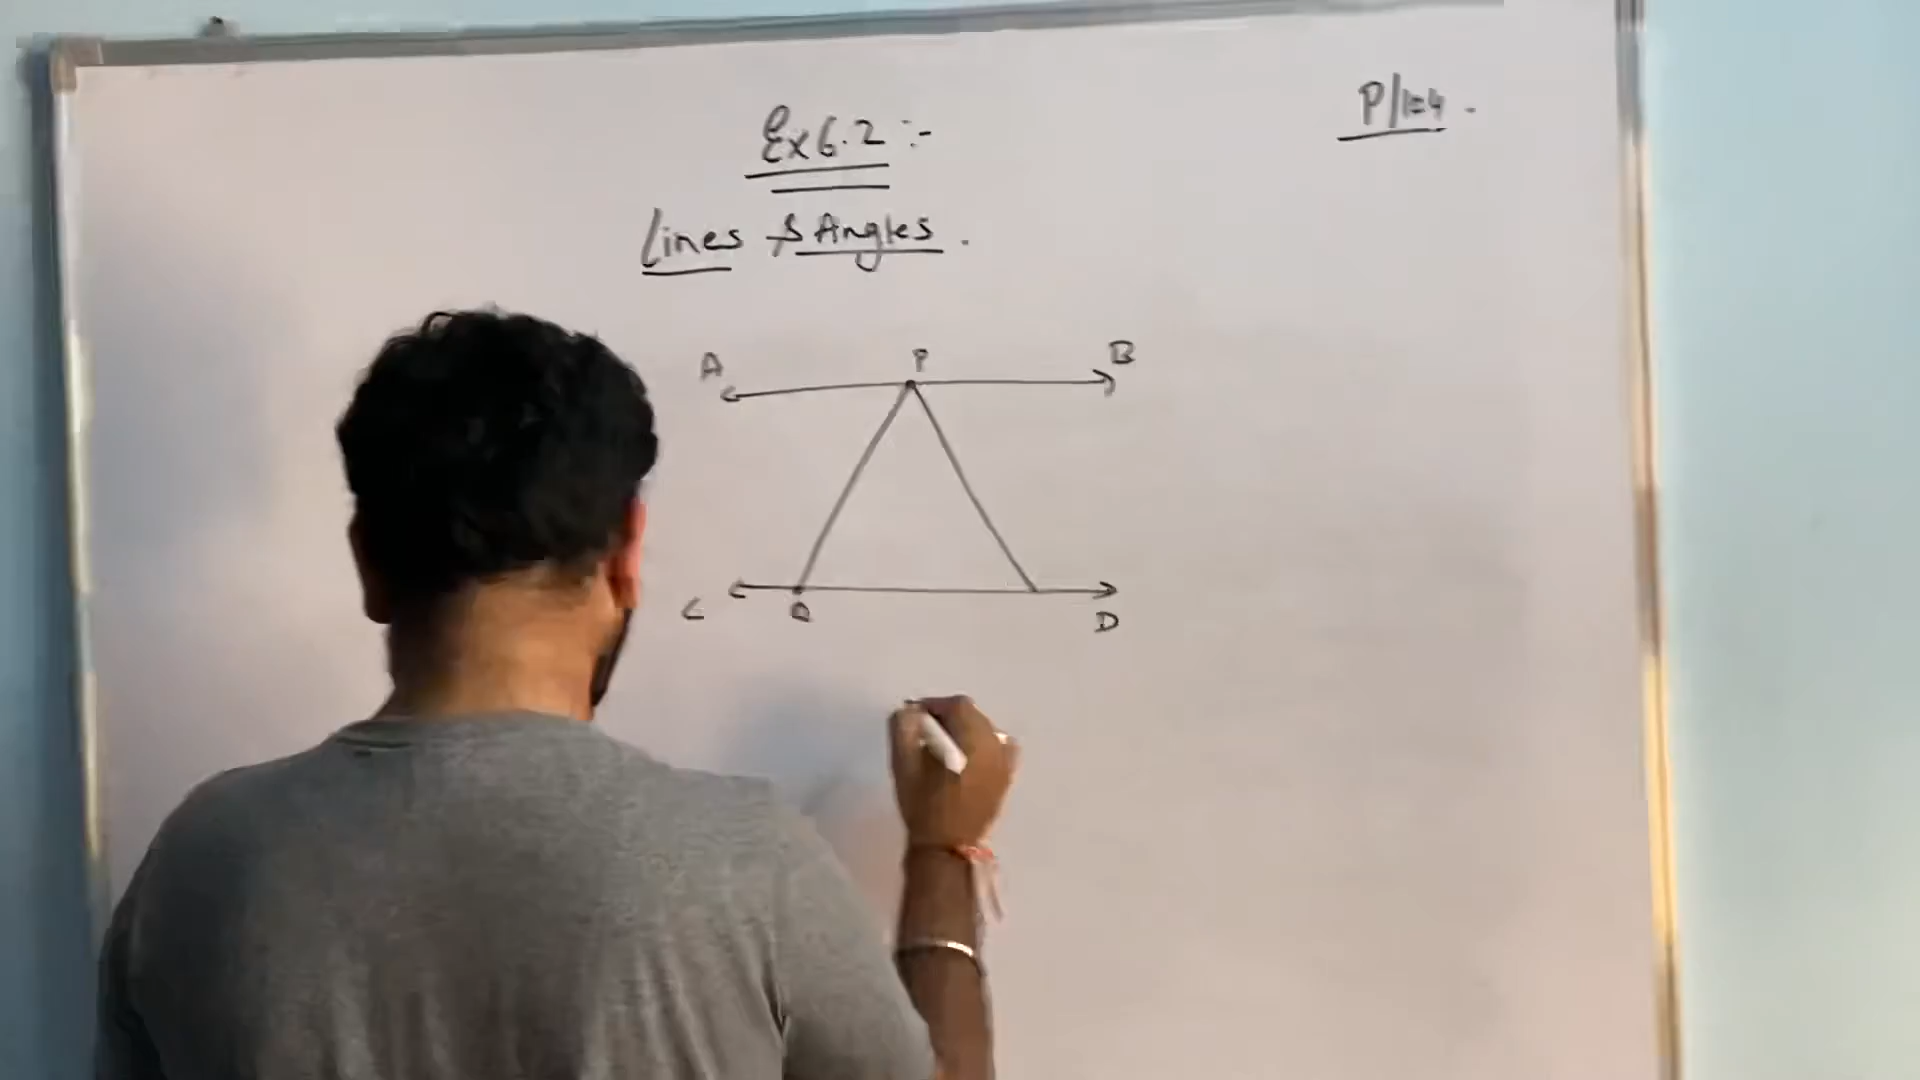 Ex 6.2 :-
P/104.
Lines & Angles.
A P B
C Q D